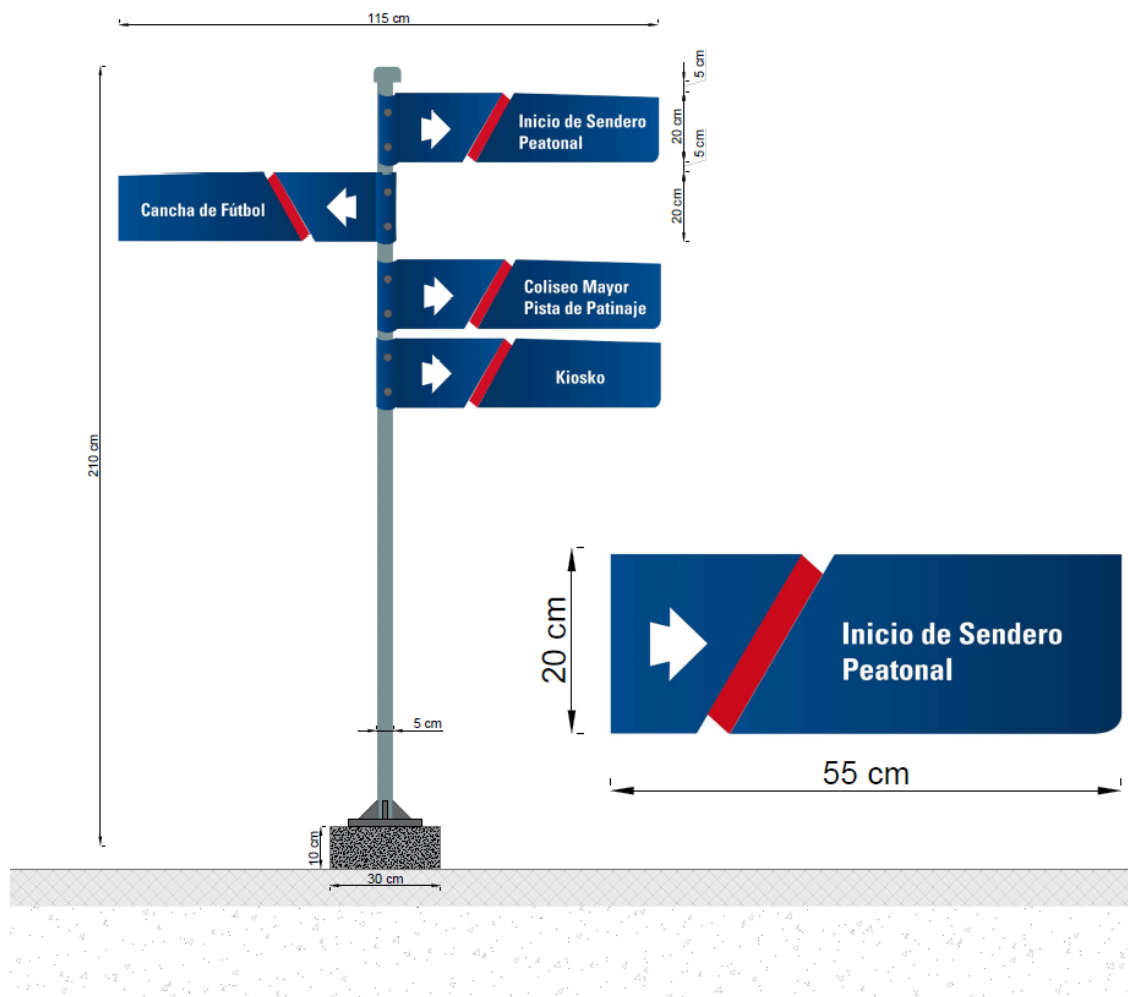 115 cm
5 cm
20 cm
5 cm
20 cm
Inicio de Sendero
Peatonal
Cancha de Fútbol
Coliseo Mayor
Pista de Patinaje
Kiosko
210 cm
5 cm
10 cm
30 cm
20 cm
Inicio de Sendero
Peatonal
55 cm